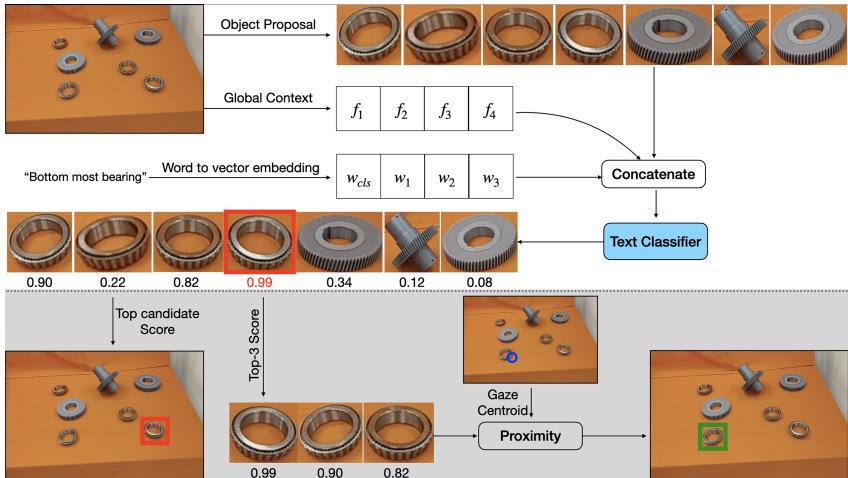 Object Proposal
Global Context
f1 f2 f3 f4
Word to vector embedding
“Bottom most bearing”
wcls w1 w2 w3
Concatenate
Text Classifier
0.90 0.22 0.82 0.99 0.34 0.12 0.08
Top candidate
Score
Top-3 Score
Gaze
Centroid
Proximity
0.99 0.90 0.82